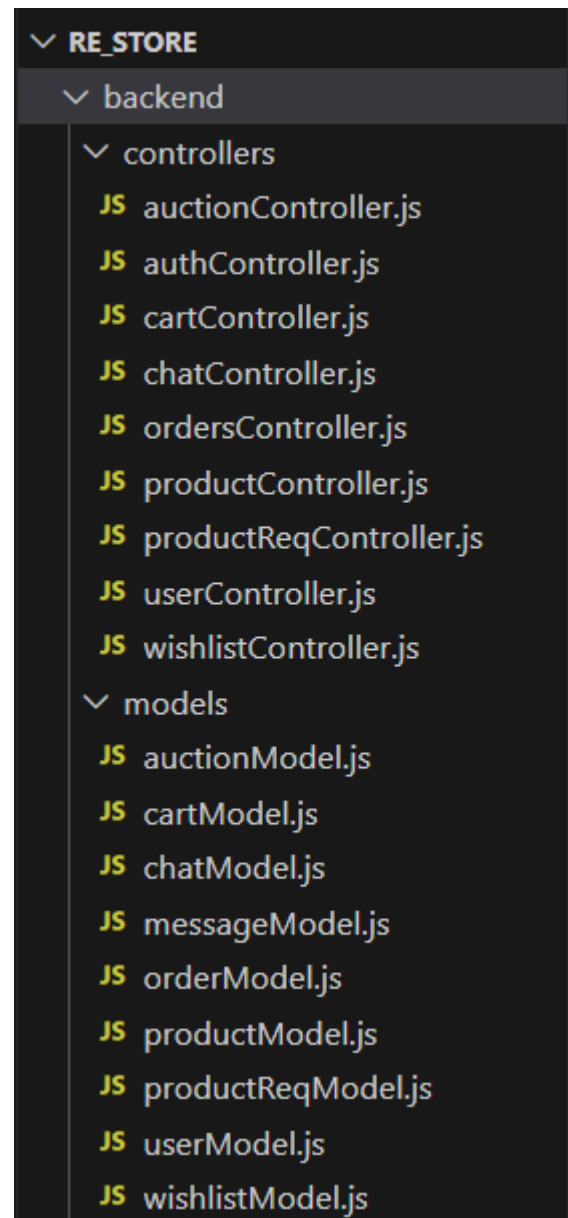 RE_STORE
backend
controllers
JS auctionController.js
JS authController.js
JS cartController.js
JS chatController.js
JS ordersController.js
JS productController.js
JS productReqController.js
JS userController.js
JS wishlistController.js
models
JS auctionModel.js
JS cartModel.js
JS chatModel.js
JS messageModel.js
JS orderModel.js
JS productModel.js
JS productReqModel.js
JS userModel.js
JS wishlistModel.js